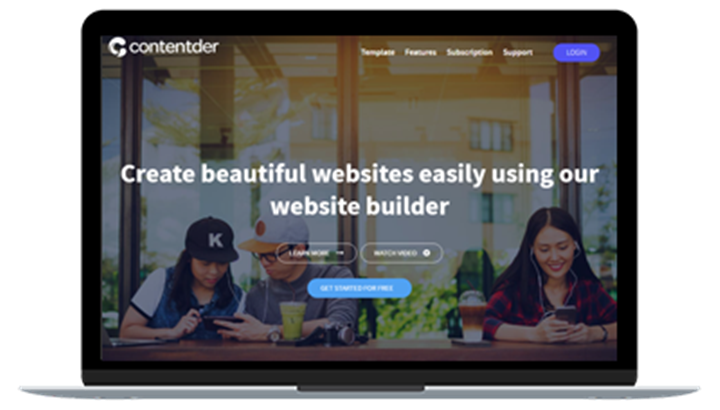 contentder
Template Features Subscription Support LOGIN
Create beautiful websites easily using our
website builder
K
LEARN MORE WATCH VIDEO
GET STARTED FOR FREE